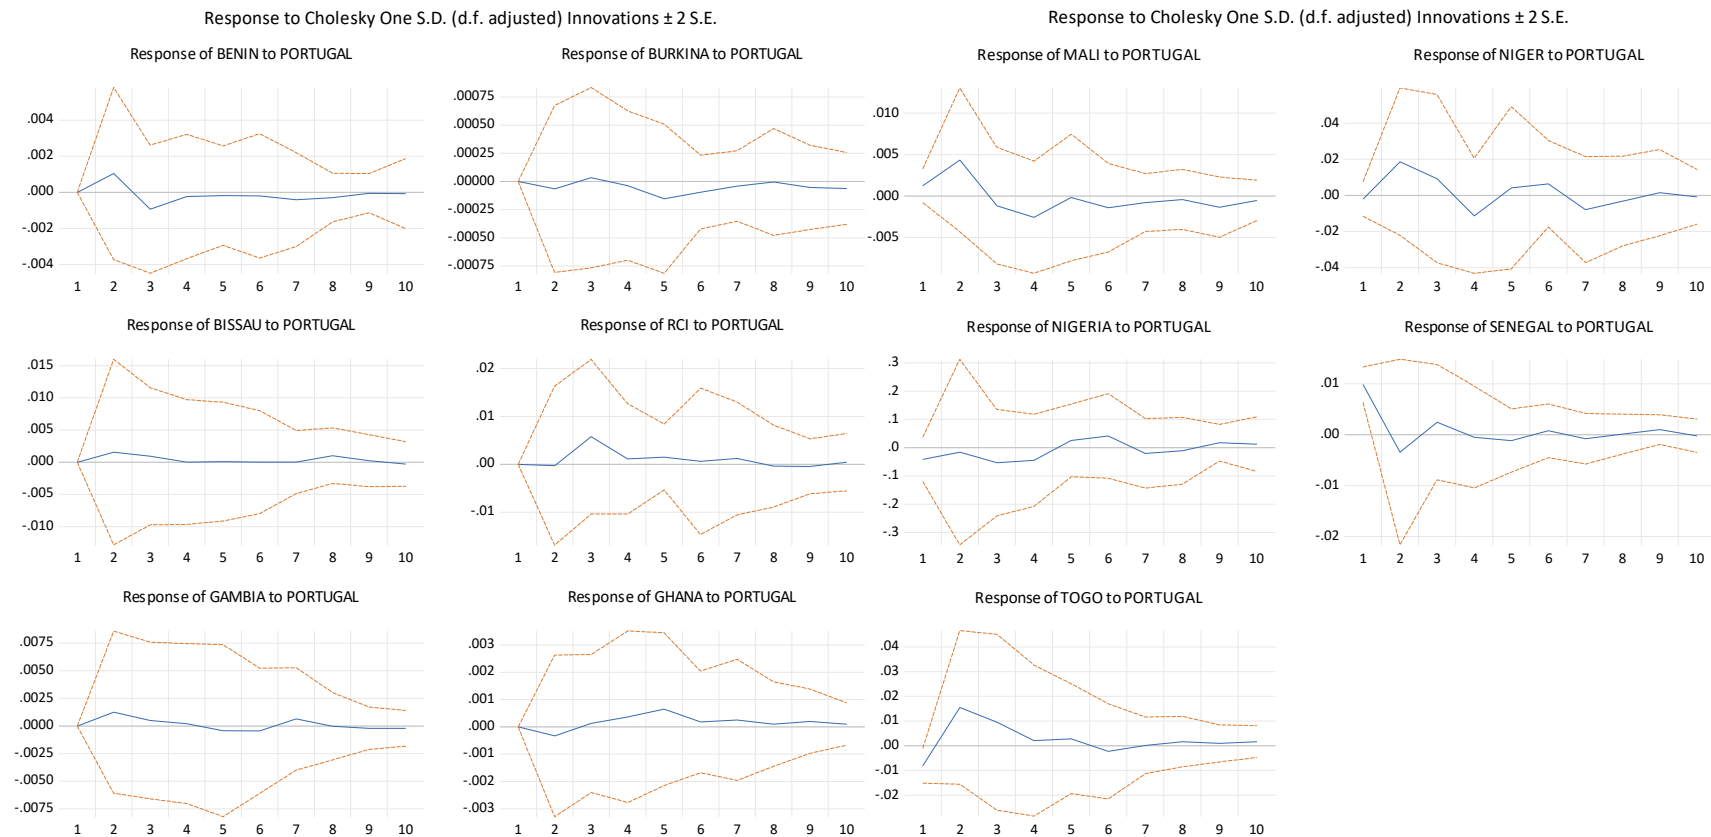 Response to Cholesky One S.D. (d.f. adjusted) Innovations ± 2 S.E.
Response to Cholesky One S.D. (d.f. adjusted) Innovations ± 2 S.E.
Response of BENIN to PORTUGAL
.004
.002
.000
-.002
-.004
1 2 3 4 5 6 7 8 9 10
Response of BURKINA to PORTUGAL
.00075
.00050
.00025
.00000
-.00025
-.00050
-.00075
1 2 3 4 5 6 7 8 9 10
Response of MALI to PORTUGAL
.010
.005
.000
-.005
1 2 3 4 5 6 7 8 9 10
Response of NIGER to PORTUGAL
.04
.02
.00
-.02
-.04
1 2 3 4 5 6 7 8 9 10
Response of BISSAU to PORTUGAL
.015
.010
.005
.000
-.005
-.010
1 2 3 4 5 6 7 8 9 10
Response of RCI to PORTUGAL
.02
.01
.00
-.01
1 2 3 4 5 6 7 8 9 10
Response of NIGERIA to PORTUGAL
.3
.2
.1
.0
-.1
-.2
-.3
1 2 3 4 5 6 7 8 9 10
Response of SENEGAL to PORTUGAL
.01
.00
-.01
-.02
1 2 3 4 5 6 7 8 9 10
Response of GAMBIA to PORTUGAL
.0075
.0050
.0025
.0000
-.0025
-.0050
-.0075
1 2 3 4 5 6 7 8 9 10
Response of GHANA to PORTUGAL
.003
.002
.001
.000
-.001
-.002
-.003
1 2 3 4 5 6 7 8 9 10
Response of TOGO to PORTUGAL
.04
.03
.02
.01
.00
-.01
-.02
1 2 3 4 5 6 7 8 9 10